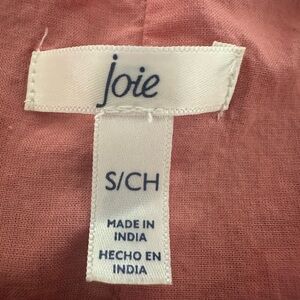 joie
S/CH
MADE IN
INDIA
HECHO EN
INDIA